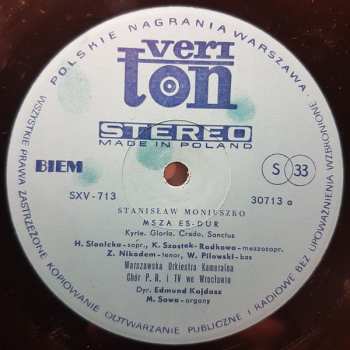 POLSKIE NAGRANIA WARSZAWA ·
veri
ton
STEREO
MADE IN POLAND
BIEM
S 33
SXV - 713
30713 a
STANISŁAW MONIUSZKO
MSZA ES-DUR
Kyrie, Gloria, Credo, Sanctus
H. Słonicka - sopr., K. Szostek-Radkowa - mezzosopr.
Z. Nikodem - tenor, W. Pilewski - bas
Warszawska Orkiestra Kameralna
Chór P. R. i TV we Wrocławiu
Dyr. Edmund Kajdasz
M. Sawa - organy
WSZYSTKIE PRAWA ZASTRZEŻONE KOPIOWANIE ODTWARZANIE PUBLICZNE I RADIOWE BEZ UPOWAŻNIENIA WZBRONIONE